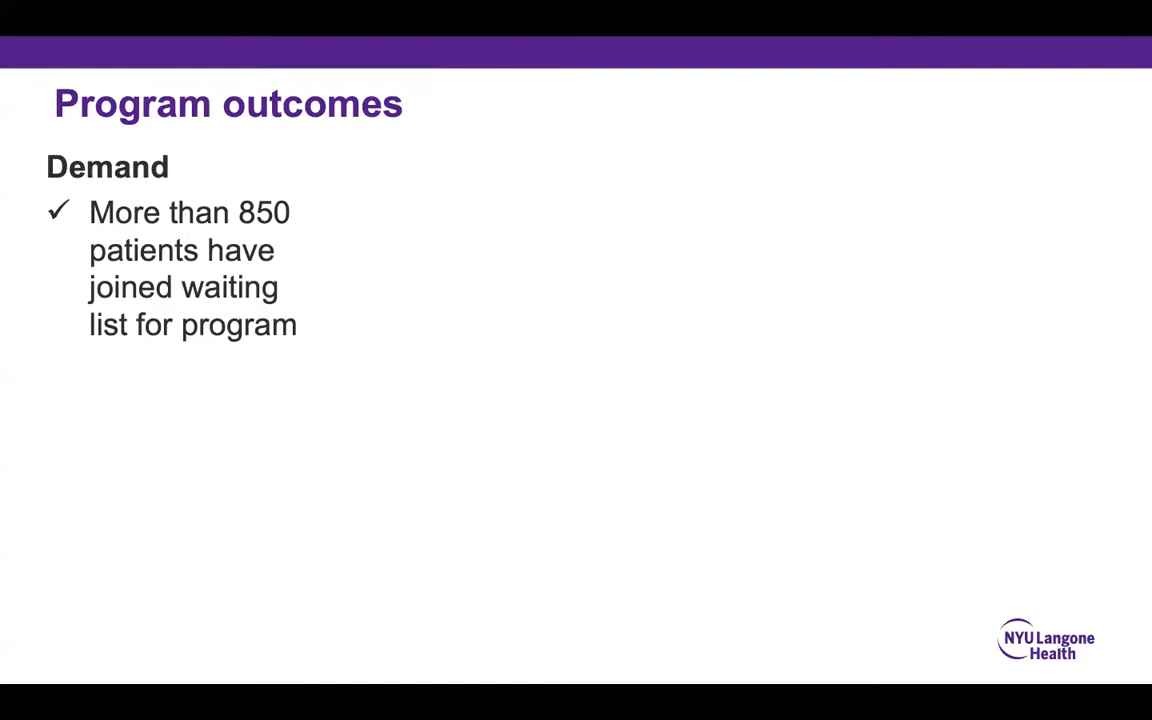 Program outcomes
Demand
✓ More than 850
patients have
joined waiting
list for program
NYU Langone
Health